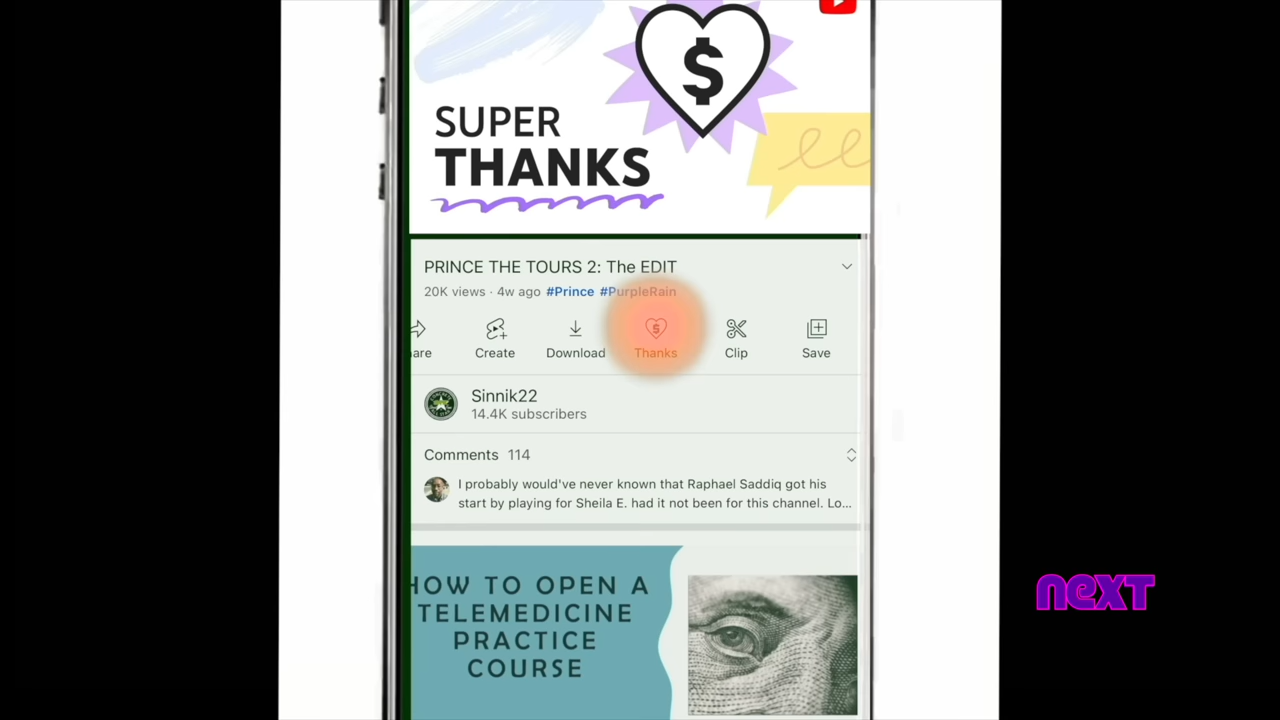 SUPER
THANKS
PRINCE THE TOURS 2: The EDIT
20K views · 4w ago #Prince #PurpleRain
are Create Download Thanks Clip Save
Sinnik22
14.4K subscribers
Comments 114
I probably would've never known that Raphael Saddiq got his
start by playing for Sheila E. had it not been for this channel. Lo...
HOW TO OPEN A
TELEMEDICINE
PRACTICE
COURSE
NEXT